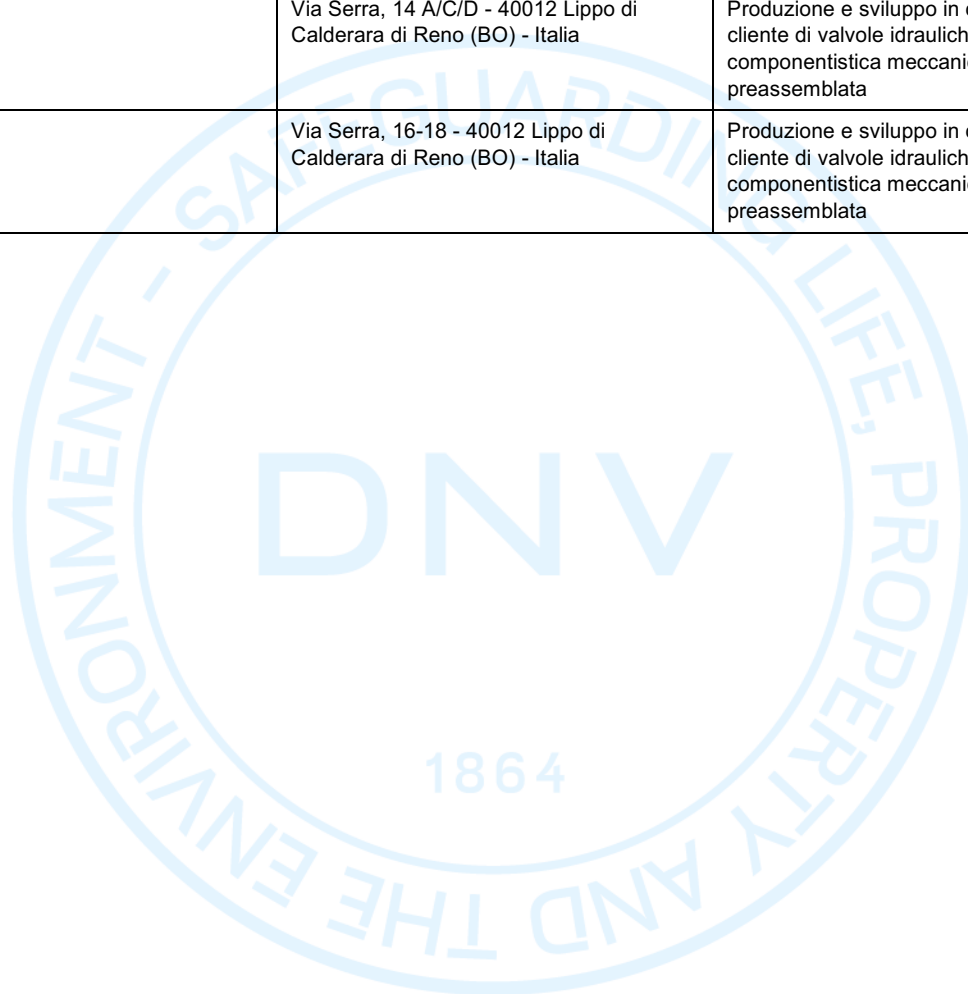 Via Serra, 14 A/C/D - 40012 Lippo di
Calderara di Reno (BO) - Italia
Produzione e sviluppo in
cliente di valvole idraulich
componentistica meccani
preassemblata
Via Serra, 16-18 - 40012 Lippo di
Calderara di Reno (BO) - Italia
Produzione e sviluppo in
cliente di valvole idraulich
componentistica meccani
preassemblata
SAFEGUARDING LIFE, PROPERTY AND THE ENVIRONMENT -
DNV
1864